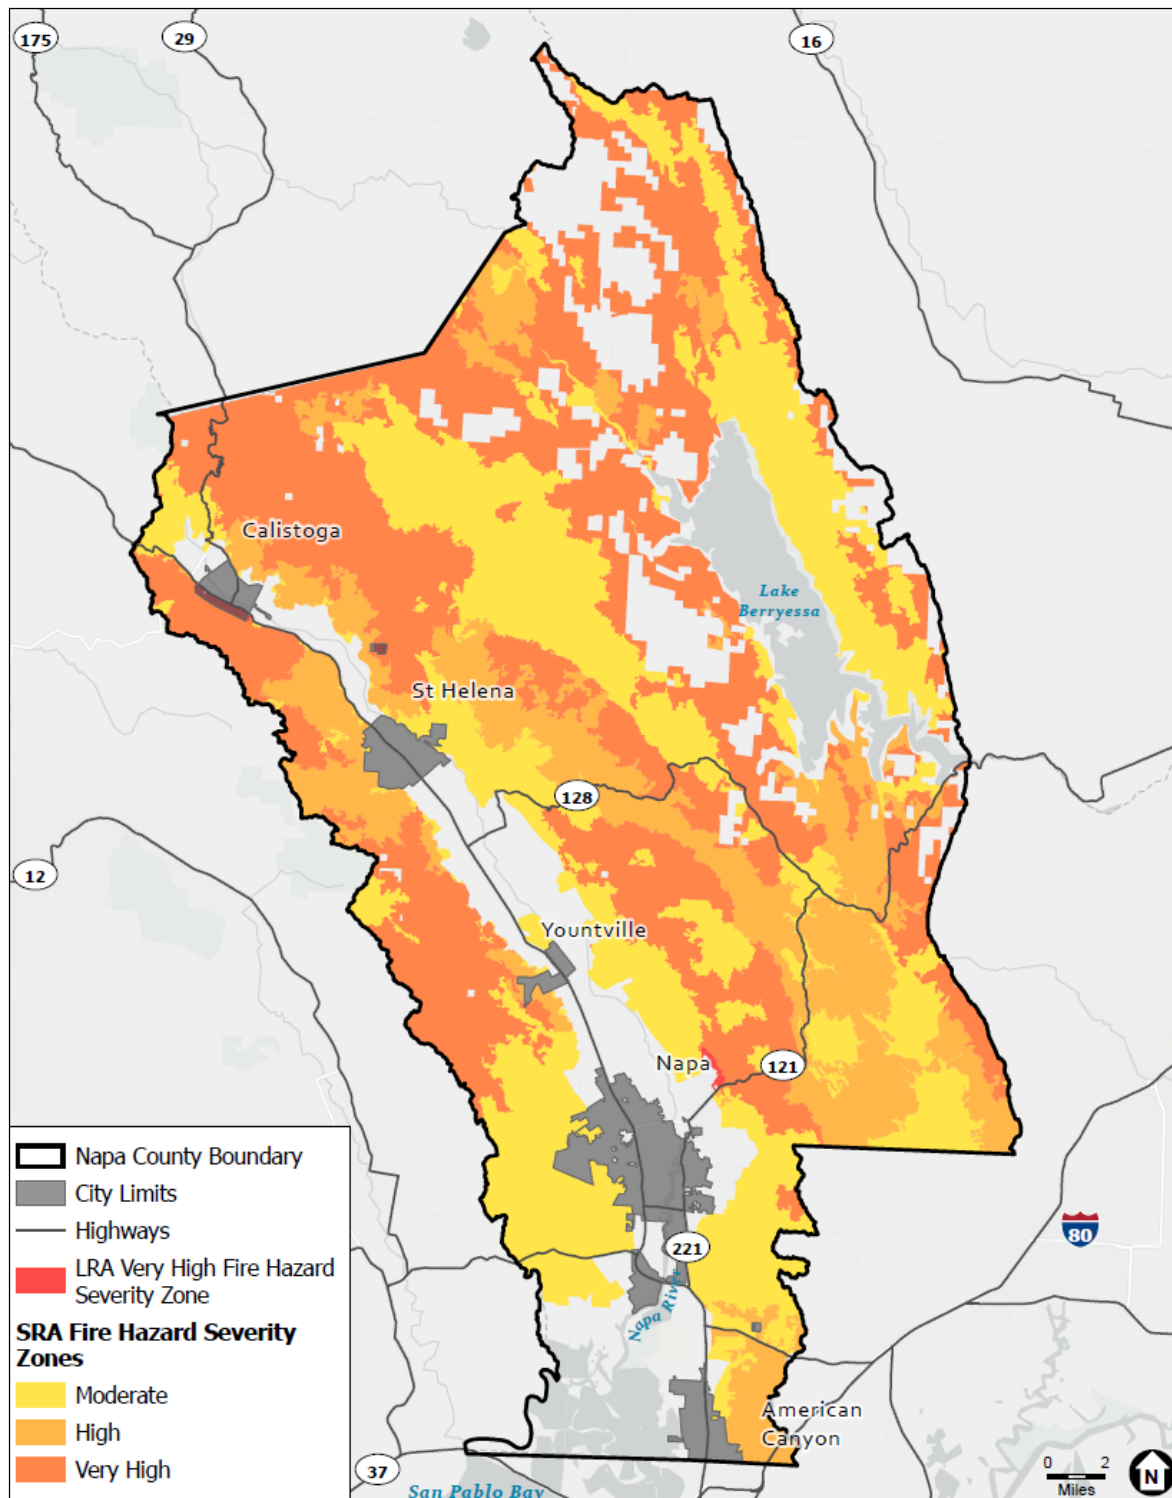 175
29
16
Calistoga
Lake
Berryessa
St Helena
128
12
Yountville
Napa
121
80
221
Napa River
American
Canyon
37
San Pablo Bay
Napa County Boundary
City Limits
Highways
LRA Very High Fire Hazard
Severity Zone
SRA Fire Hazard Severity
Zones
Moderate
High
Very High
0 2
Miles
N